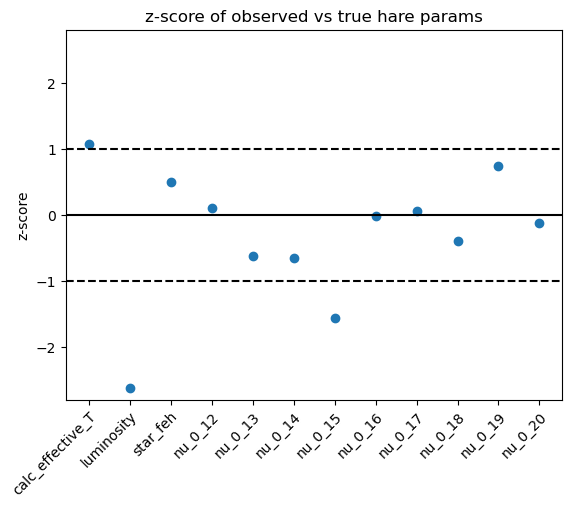 z-score of observed vs true hare params
z-score
2
1
0
−1
−2
calc_effective_T
luminosity
star_feh
nu_0_12
nu_0_13
nu_0_14
nu_0_15
nu_0_16
nu_0_17
nu_0_18
nu_0_19
nu_0_20